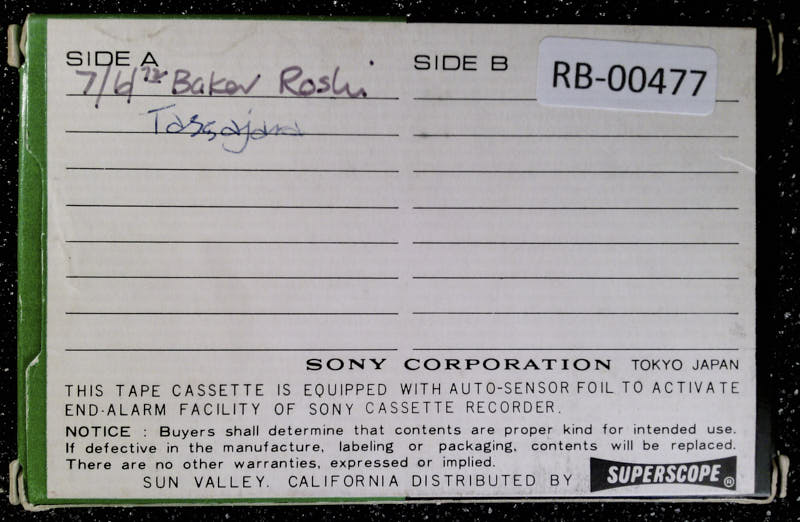 SIDE A
SIDE B
RB-00477
Baker Roshi
Tassajara
SONY CORPORATION TOKYO JAPAN
THIS TAPE CASSETTE IS EQUIPPED WITH AUTO-SENSOR FOIL TO ACTIVATE
END-ALARM FACILITY OF SONY CASSETTE RECORDER.
NOTICE : Buyers shall determine that contents are proper kind for intended use.
If defective in the manufacture, labeling or packaging, contents will be replaced.
There are no other warranties, expressed or implied.
SUN VALLEY. CALIFORNIA DISTRIBUTED BY SUPERSCOPE®